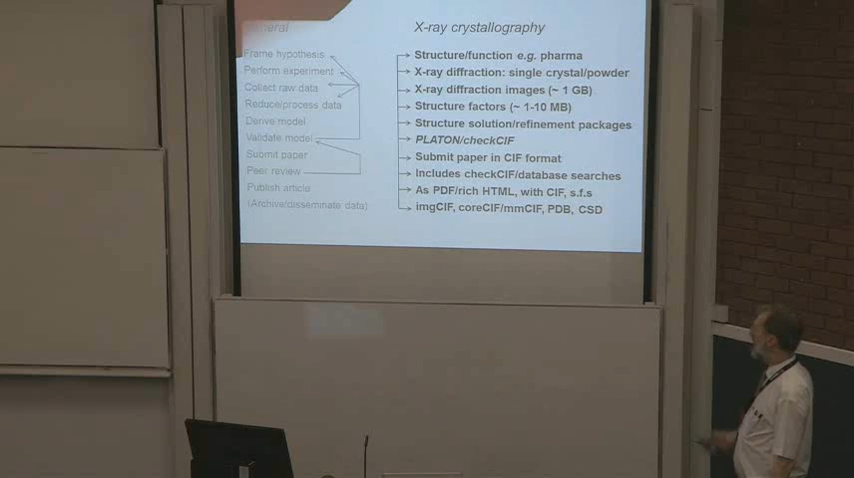 eneral
Frame hypothesis
Perform experiment
Collect raw data
Reduce/process data
Derive model
Validate model
Submit paper
Peer review
Publish article
(Archive/disseminate data)
X-ray crystallography
Structure/function e.g. pharma
X-ray diffraction: single crystal/powder
X-ray diffraction images (~ 1 GB)
Structure factors (~ 1-10 MB)
Structure solution/refinement packages
PLATON/checkCIF
Submit paper in CIF format
Includes checkCIF/database searches
As PDF/rich HTML, with CIF, s.f.s
imgCIF, coreCIF/mmCIF, PDB, CSD